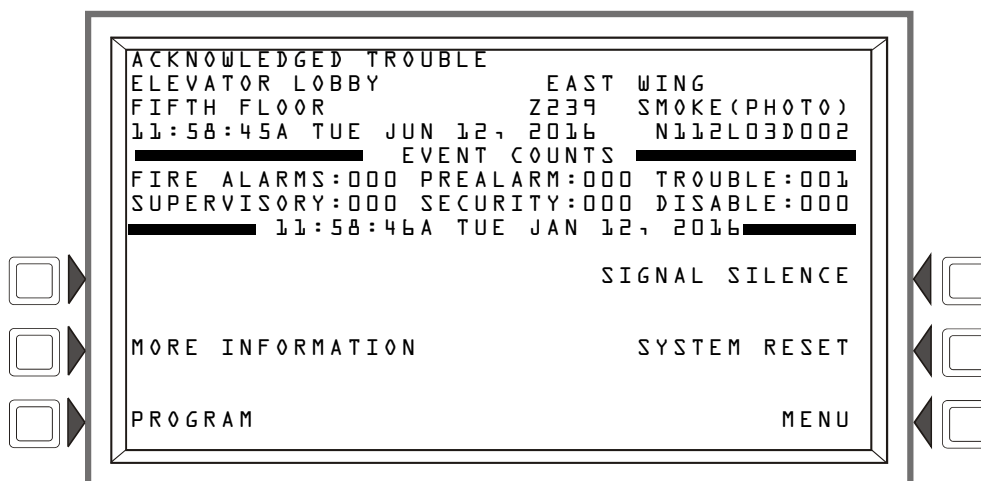 ACKNOWLEDGED TROUBLE
ELEVATOR LOBBY EAST WING
FIFTH FLOOR Z239 SMOKE(PHOTO)
11:58:45A TUE JUN 12, 2016 N112L03D002
EVENT COUNTS
FIRE ALARMS:000 PREALARM:000 TROUBLE:001
SUPERVISORY:000 SECURITY:000 DISABLE:000
11:58:46A TUE JAN 12, 2016
SIGNAL SILENCE
MORE INFORMATION SYSTEM RESET
PROGRAM MENU